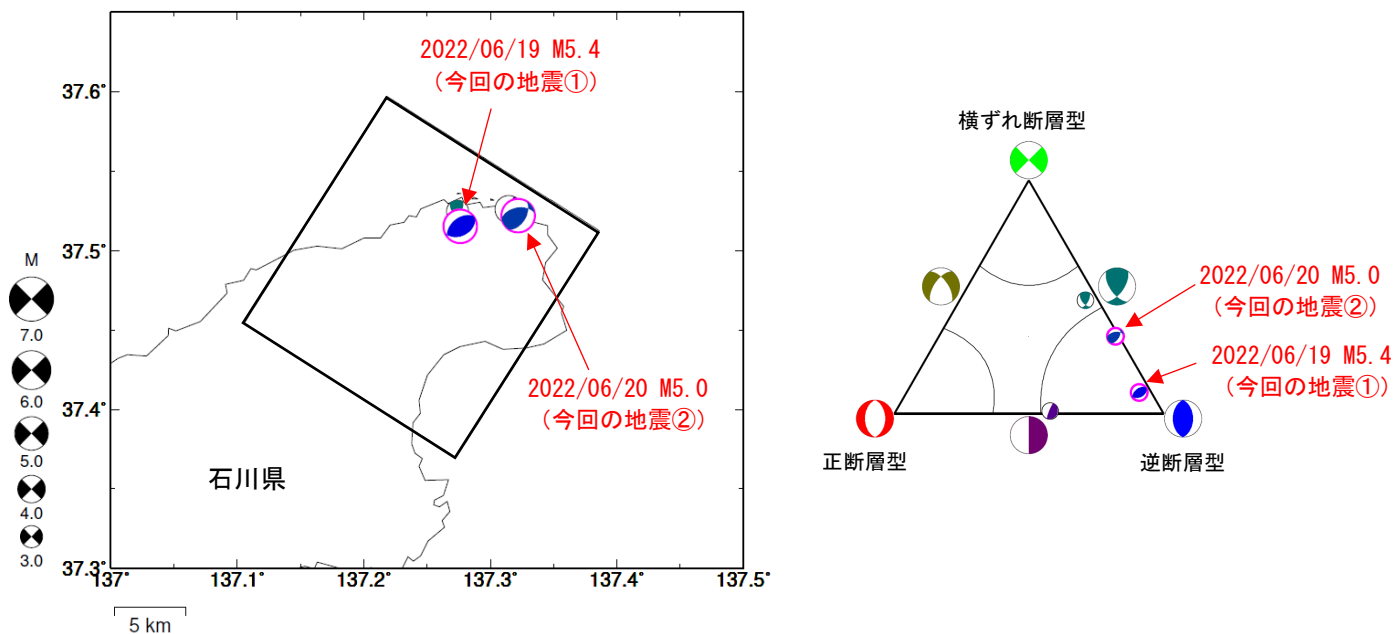 2022/06/19 M5.4
(今回の地震①)
37.6°
37.5°
37.4°
37.3°
M
7.0
6.0
5.0
4.0
3.0
2022/06/20 M5.0
(今回の地震②)
石川県
137°
137.1°
137.2°
137.3°
137.4°
137.5°
5 km
横ずれ断層型
2022/06/20 M5.0
(今回の地震②)
2022/06/19 M5.4
(今回の地震①)
正断層型
逆断層型